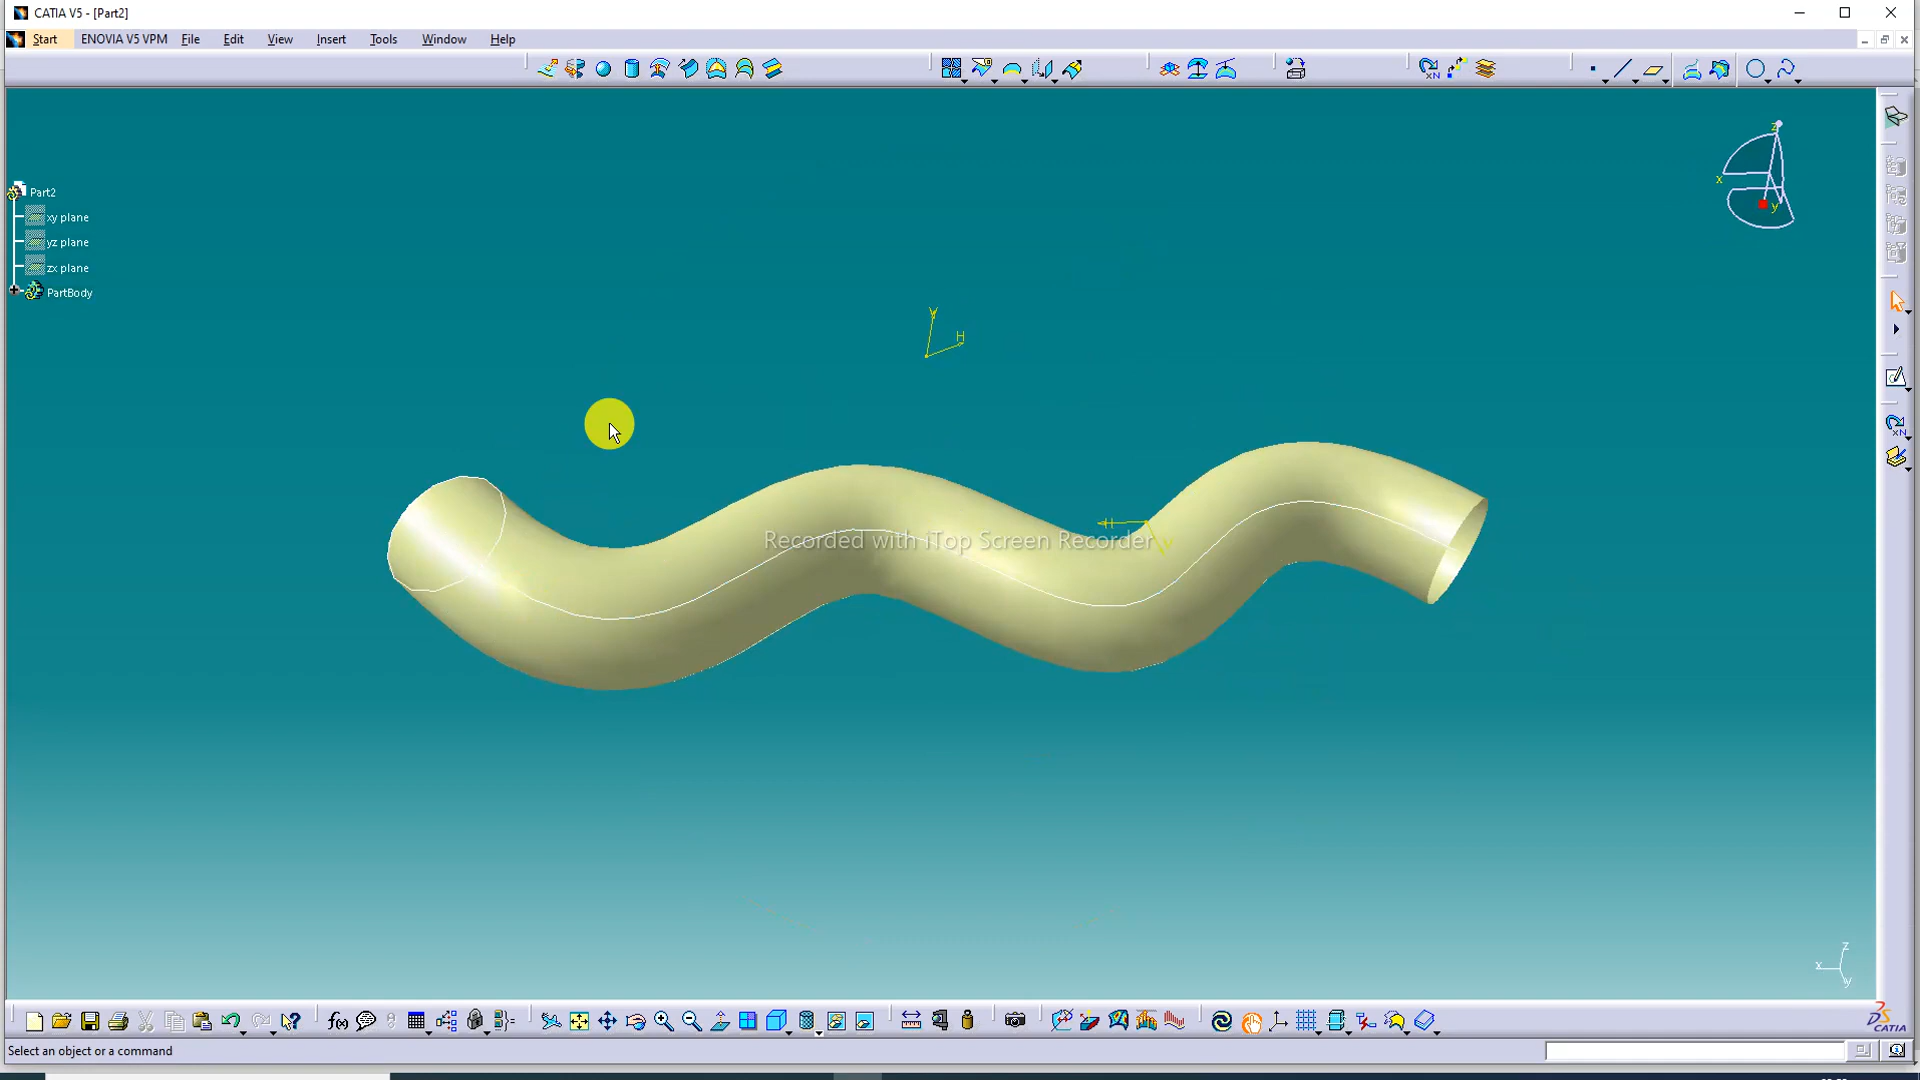 CATIA V5 - [Part2]
Start ENOVIA V5 VPM File Edit View Insert Tools Window Help
z
x
y
Part2
xy plane
yz plane
zx plane
PartBody
V
H
H
Recorded with iTop Screen Recorder
z
x
y
CATIA
Select an object or a command